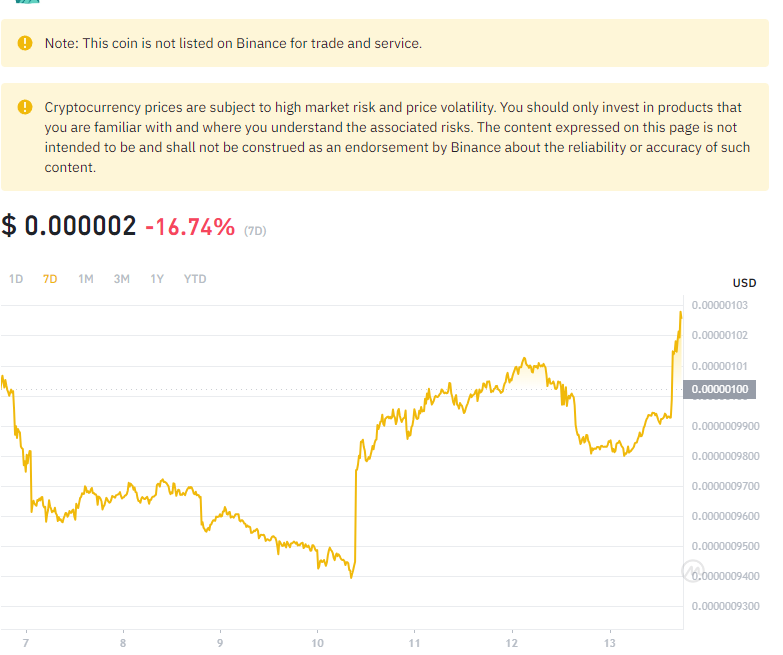 Note: This coin is not listed on Binance for trade and service.
Cryptocurrency prices are subject to high market risk and price volatility. You should only invest in products that
you are familiar with and where you understand the associated risks. The content expressed on this page is not
intended to be and shall not be construed as an endorsement by Binance about the reliability or accuracy of such
content.
$ 0.000002 -16.74% (7D)
1D 7D 1M 3M 1Y YTD
USD
0.00000103
0.00000102
0.00000101
0.00000100
0.0000009900
0.0000009800
0.0000009700
0.0000009600
0.0000009500
0.0000009400
0.0000009300
7 8 9 10 11 12 13